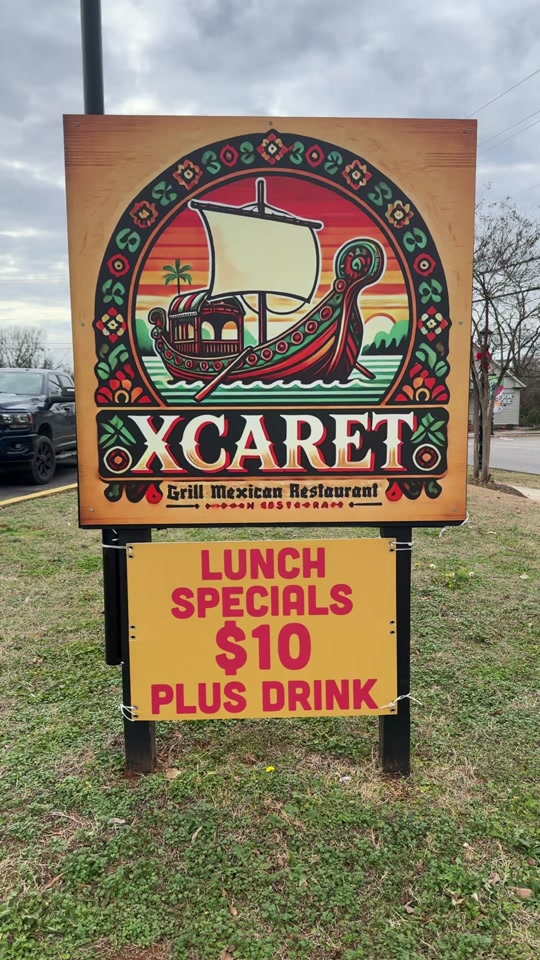 XCARET
Grill Mexican Restaurant
LUNCH
SPECIALS
$10
PLUS DRINK